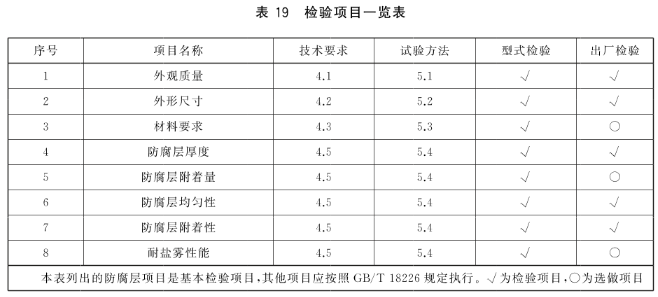 表 19 检验项目一览表
序号 项目名称 技术要求 试验方法 型式检验 出厂检验
1 外观质量 4.1 5.1 √ √
2 外形尺寸 4.2 5.2 √ √
3 材料要求 4.3 5.3 √ ○
4 防腐层厚度 4.5 5.4 √ √
5 防腐层附着量 4.5 5.4 √ ○
6 防腐层均匀性 4.5 5.4 √ √
7 防腐层附着性 4.5 5.4 √ √
8 耐盐雾性能 4.5 5.4 √ ○
本表列出的防腐层项目是基本检验项目,其他项目应按照 GB/T 18226 规定执行。√为检验项目,○为选做项目